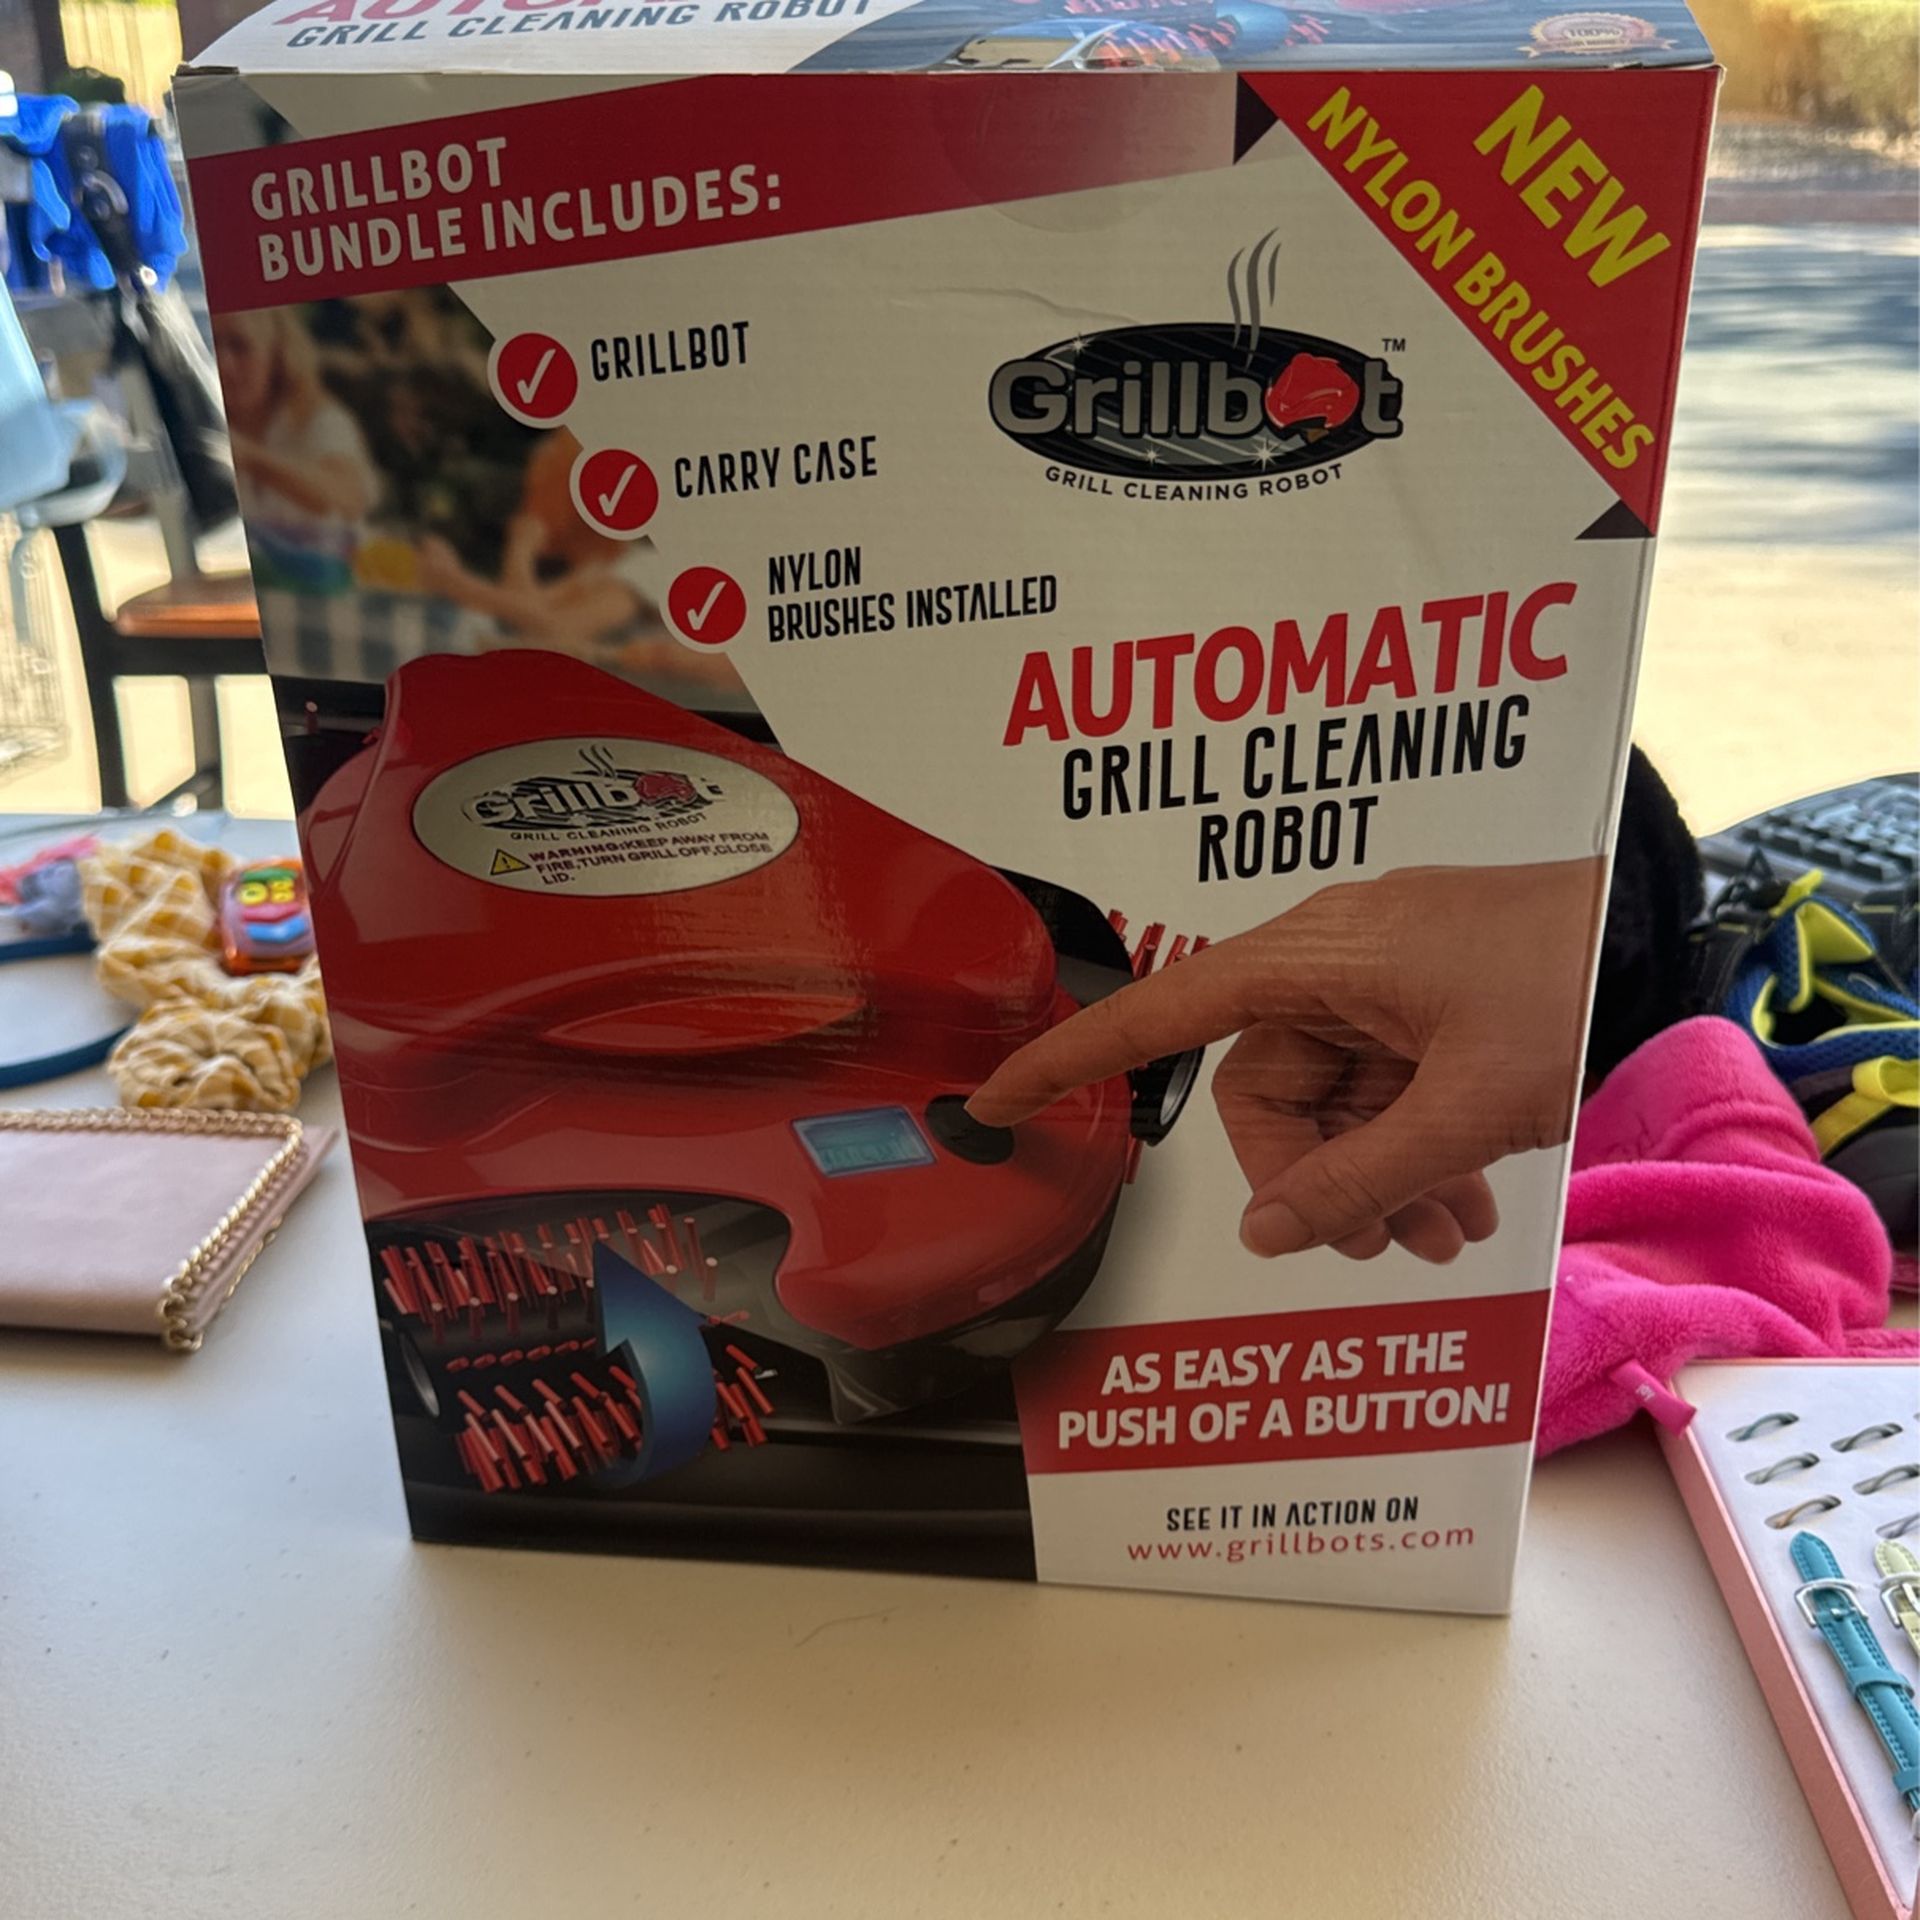 GRILL CLEANING ROBOT
NEW
NYLON BRUSHES
GRILLBOT
BUNDLE INCLUDES:
GRILLBOT
CARRY CASE
NYLON
BRUSHES INSTALLED
Grillbot™
GRILL CLEANING ROBOT
AUTOMATIC
GRILL CLEANING
ROBOT
Grillbot
GRILL CLEANING ROBOT
WARNING:KEEP AWAY FROM
FIRE,TURN GRILL OFF,CLOSE
LID.
AS EASY AS THE
PUSH OF A BUTTON!
SEE IT IN ACTION ON
www.grillbots.com